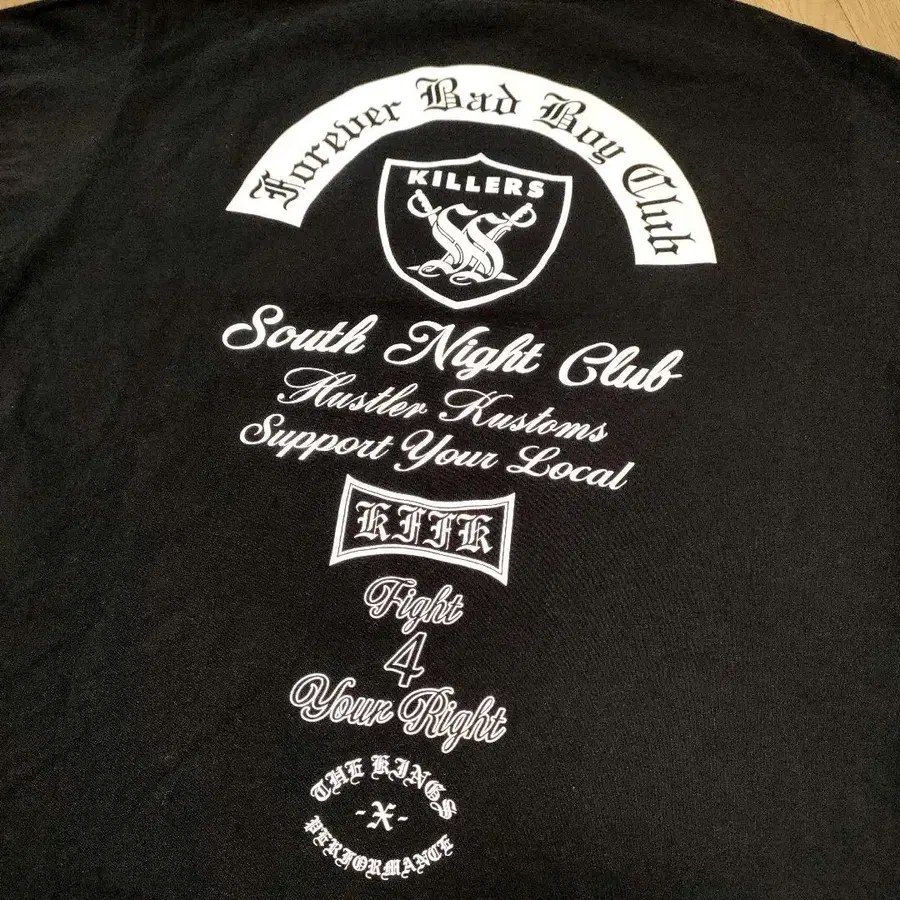 Forever Bad Boy Club
KILLERS
SS
South Night Club
Hustler Kustoms
Support Your Local
KFFK
Fight
4
Your Right
THE KINGS
-X-
PERFORMANCE